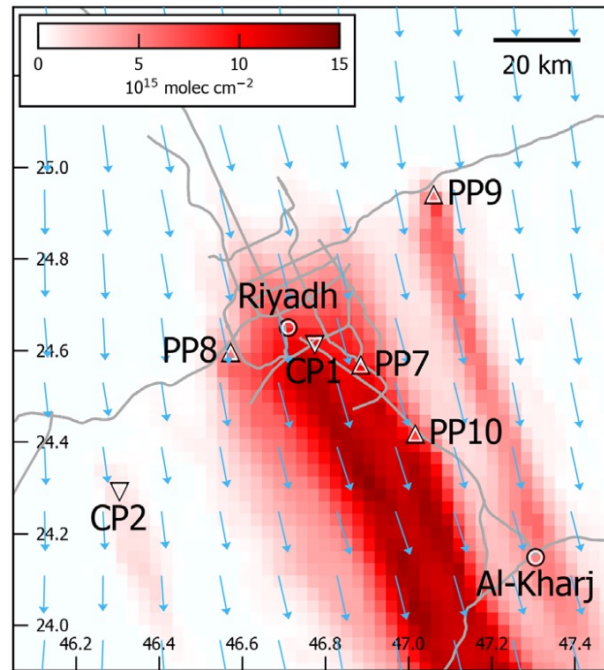 0 5 10 15
10¹⁵ molec cm⁻²
20 km
25.0
24.8
24.6
24.4
24.2
24.0
PP9
Riyadh
PP8
CP1
PP7
PP10
CP2
Al-Kharj
46.2 46.4 46.6 46.8 47.0 47.2 47.4